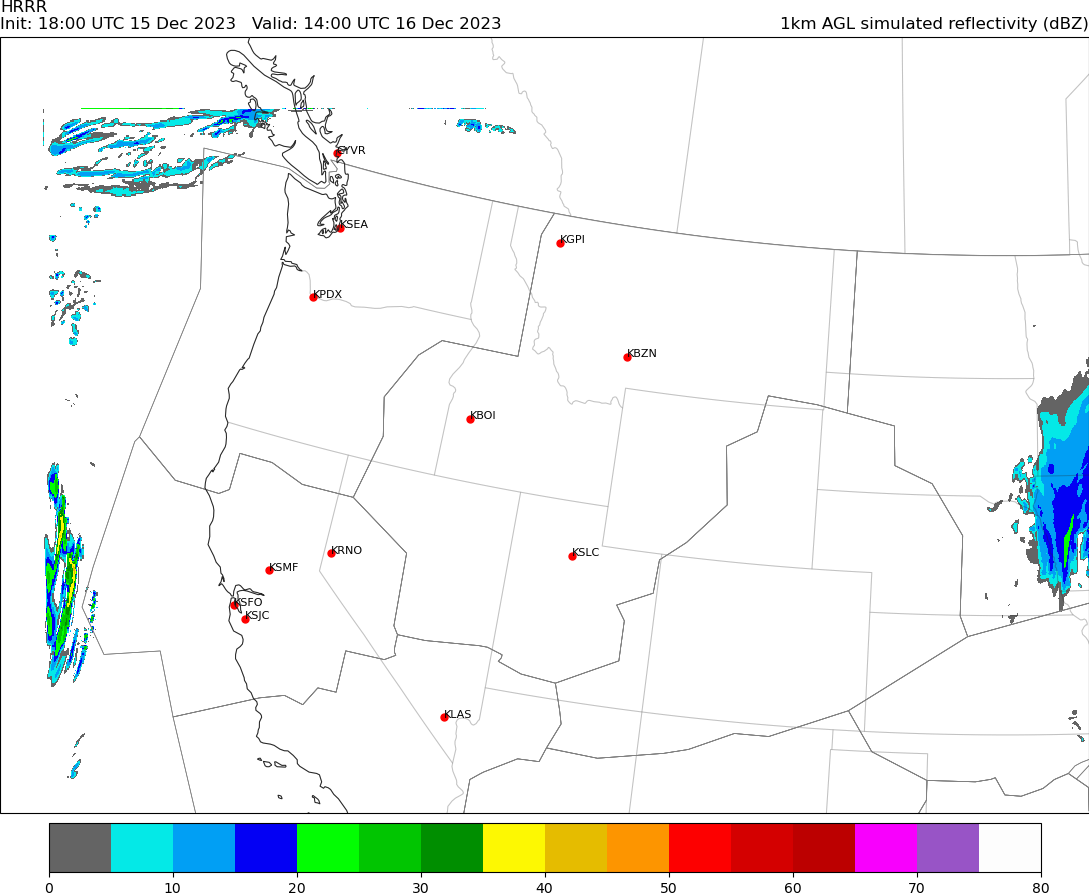 HRRR
Init: 18:00 UTC 15 Dec 2023   Valid: 14:00 UTC 16 Dec 2023   1km AGL simulated reflectivity (dBZ)
CYVR
KSEA
KGPI
KPDX
KBZN
KBOI
KRNO
KSLC
KSMF
KSFO
KSJC
KLAS
0 10 20 30 40 50 60 70 80